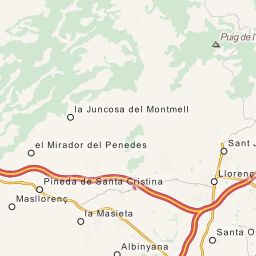 Puig de l'
la Juncosa del Montmell
Sant J
el Mirador del Penedes
Llorenç
Pineda de Santa Cristina
Masllorenç
la Masieta
Santa O
Albinyana